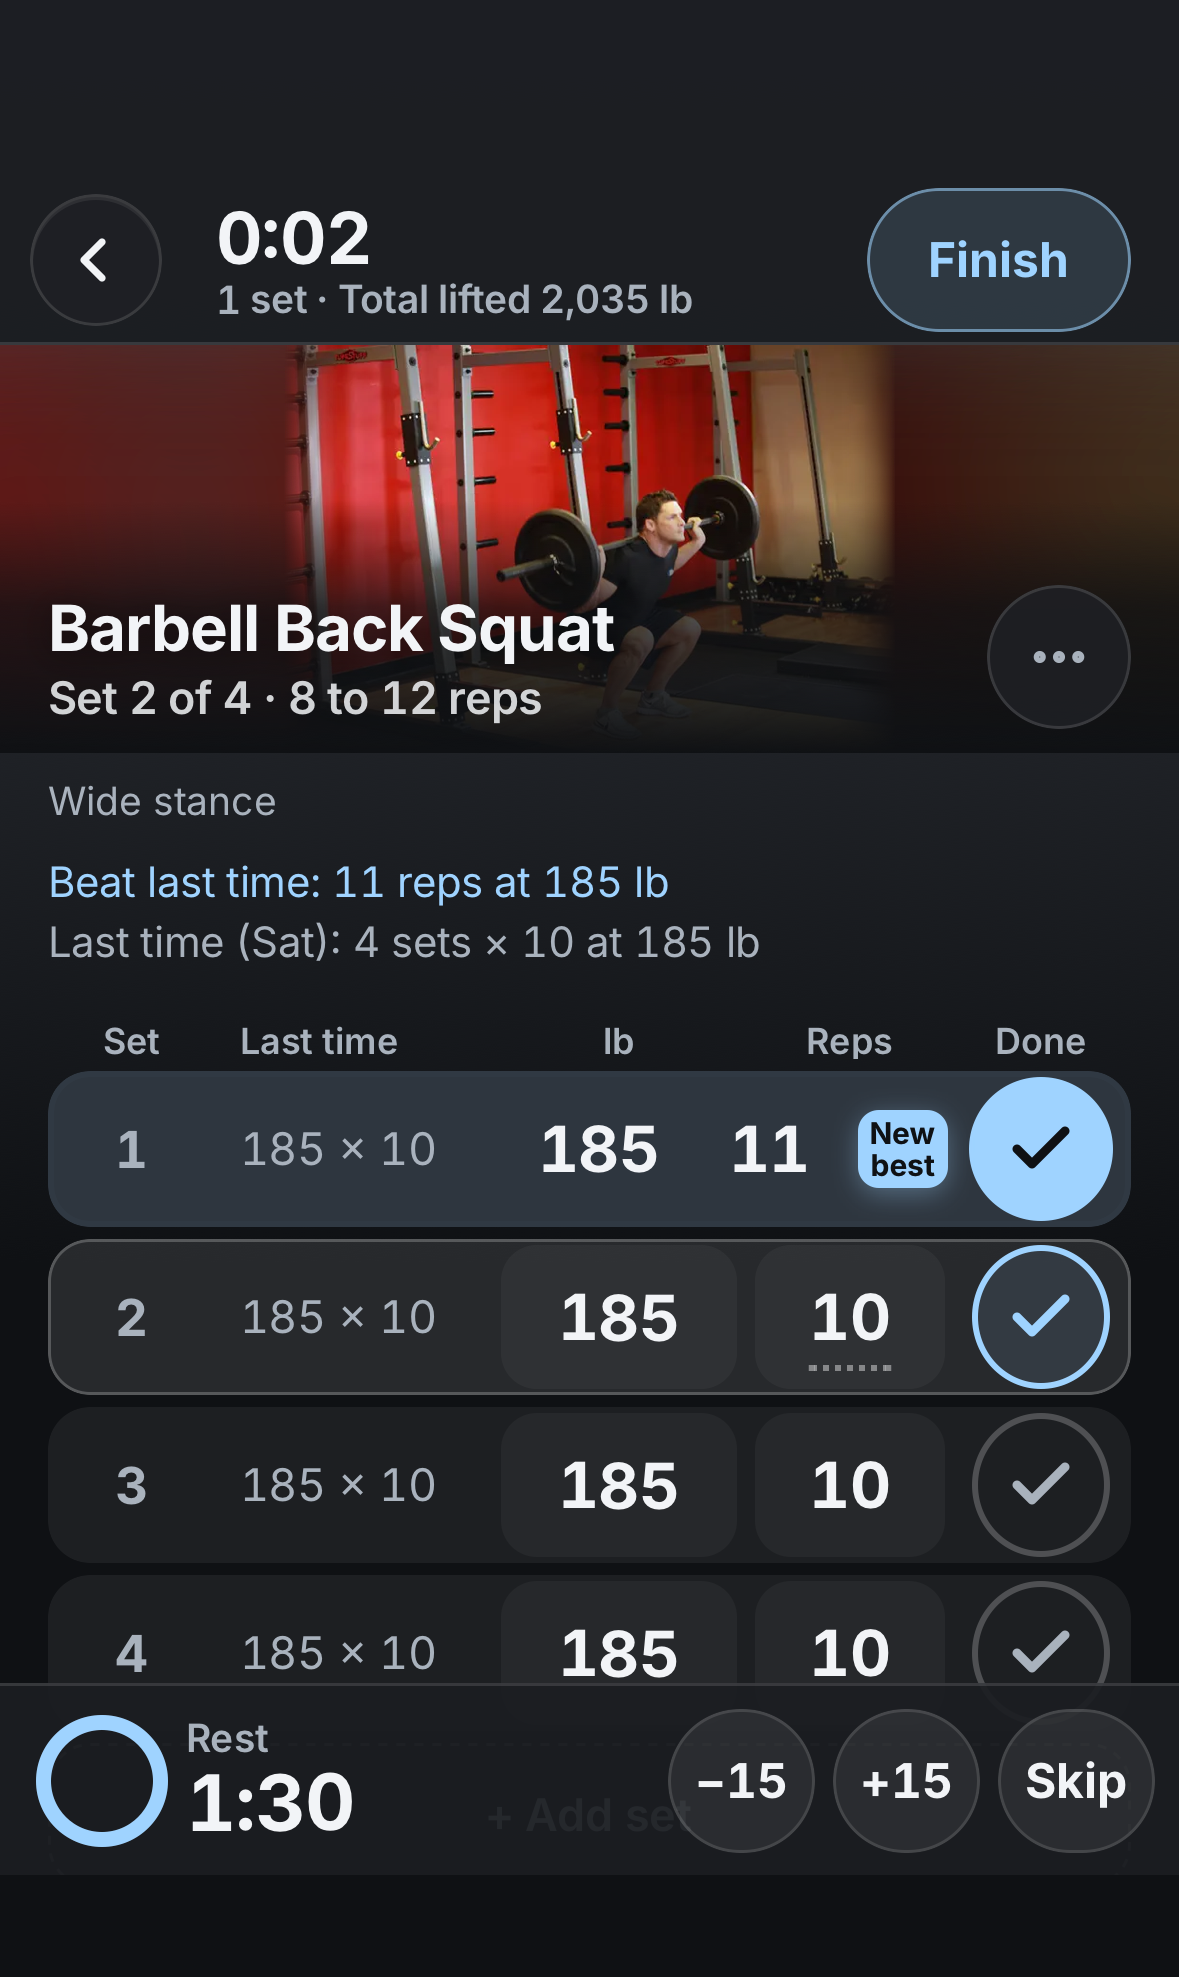 0:02
Finish
1 set · Total lifted 2,035 lb
Barbell Back Squat
Set 2 of 4 · 8 to 12 reps
Wide stance
Beat last time: 11 reps at 185 lb
Last time (Sat): 4 sets × 10 at 185 lb
Set Last time lb Reps Done
1 185 × 10 185 11 New best
2 185 × 10 185 10
3 185 × 10 185 10
4 185 × 10 185 10
Rest
1:30
+ Add set
−15 +15 Skip